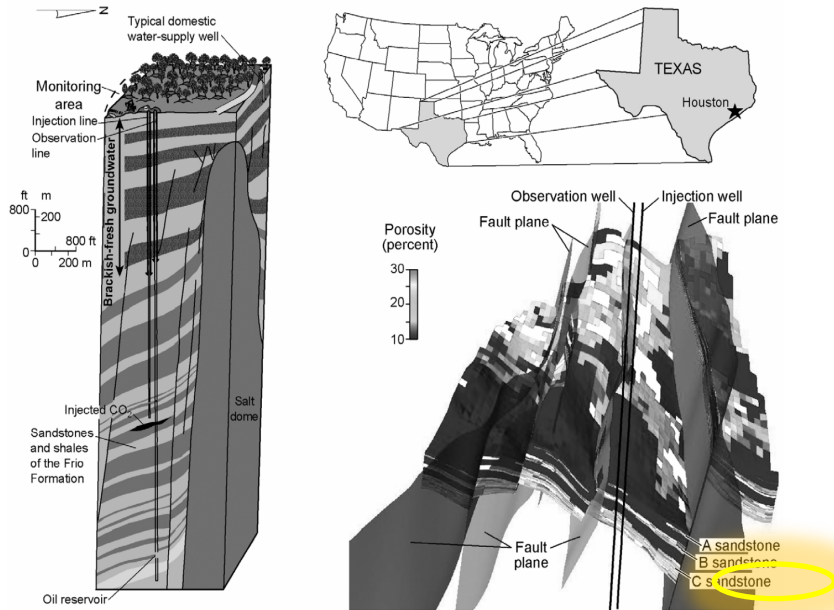 N
Typical domestic
water-supply well
Monitoring
area
Injection line
Observation
line
Brackish-fresh groundwater
ft m
800 200
800 ft
0 0
200 m
Injected CO2
Sandstones
and shales
of the Frio
Formation
Salt
dome
Oil reservoir
TEXAS
Houston
Observation well
Injection well
Fault plane
Fault plane
Porosity
(percent)
30
20
10
Fault
plane
A sandstone
B sandstone
C sandstone